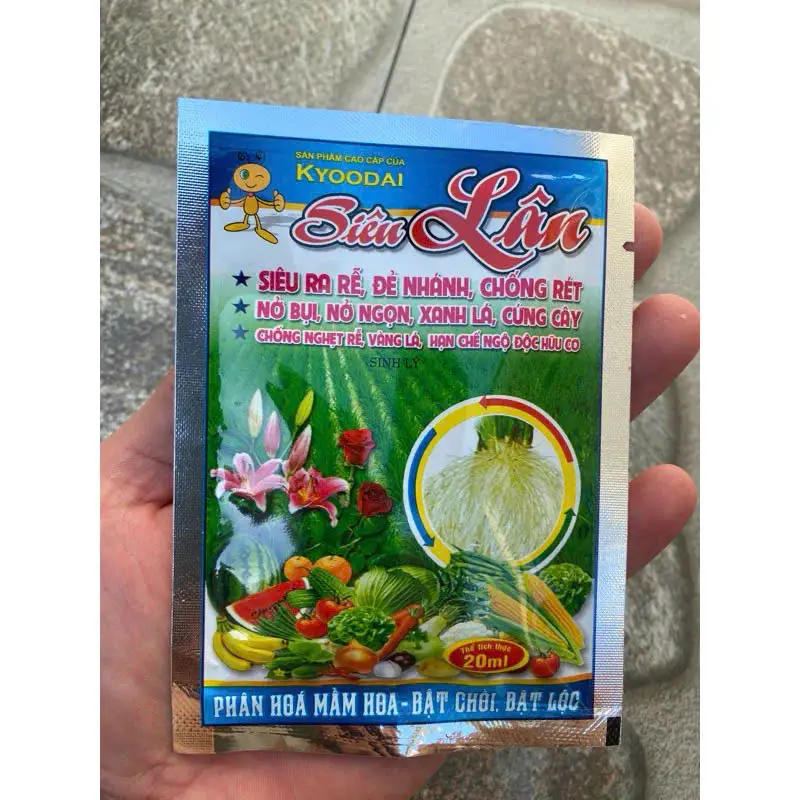 SẢN PHẨM CAO CẤP CỦA
KYOODAI
Siêu Lân
SIÊU RA RỄ, ĐẺ NHÁNH, CHỐNG RÉT
NỞ BỤI, NỞ NGỌN, XANH LÁ, CỨNG CÂY
CHỐNG NGHẸT RỄ, VÀNG LÁ, HẠN CHẾ NGỘ ĐỘC HỮU CƠ
SINH LÝ
Thể tích thực
20ml
PHÂN HOÁ MẦM HOA - BẬT CHỒI, BẬT LỘC